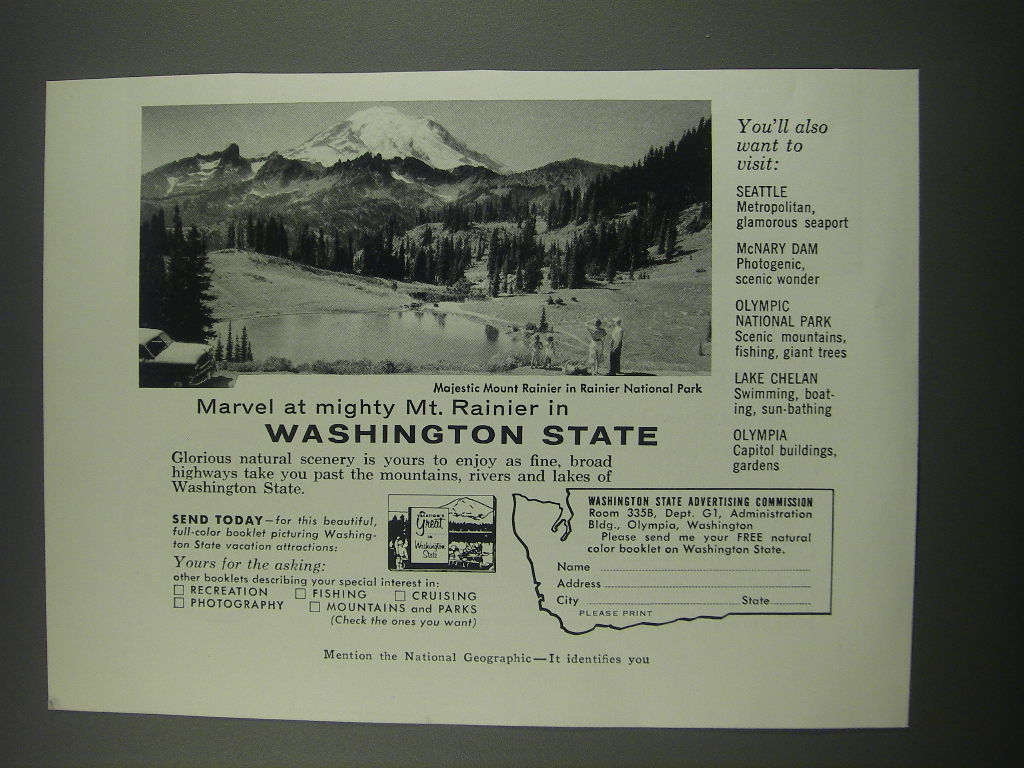 Majestic Mount Rainier in Rainier National Park
Marvel at mighty Mt. Rainier in
WASHINGTON STATE
Glorious natural scenery is yours to enjoy as fine, broad
highways take you past the mountains, rivers and lakes of
Washington State.
SEND TODAY—for this beautiful,
full-color booklet picturing Washing-
ton State vacation attractions:
Yours for the asking:
other booklets describing your special interest in:
☐ RECREATION ☐ FISHING ☐ CRUISING
☐ PHOTOGRAPHY ☐ MOUNTAINS and PARKS
(Check the ones you want)
Great
Washington
State
You'll also
want to
visit:
SEATTLE
Metropolitan,
glamorous seaport
McNARY DAM
Photogenic,
scenic wonder
OLYMPIC
NATIONAL PARK
Scenic mountains,
fishing, giant trees
LAKE CHELAN
Swimming, boat-
ing, sun-bathing
OLYMPIA
Capitol buildings,
gardens
WASHINGTON STATE ADVERTISING COMMISSION
Room 335B, Dept. G1, Administration
Bldg., Olympia, Washington
Please send me your FREE natural
color booklet on Washington State.
Name
Address
City State
PLEASE PRINT
Mention the National Geographic—It identifies you